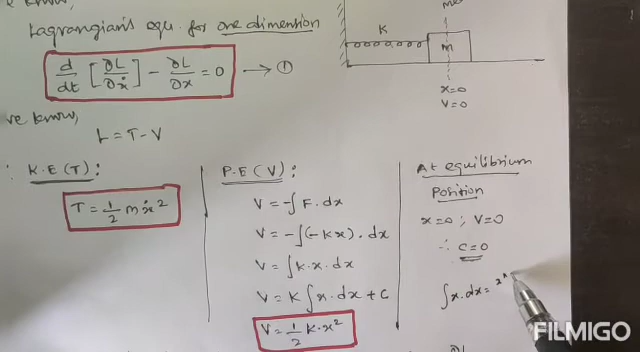 e know,
Lagrangian's equ. for one dimension
d/dt [∂L/∂ẋ] − ∂L/∂x = 0 → ①
K
m
x=0
V=0
we know,
L = T − V
∴ K.E (T) :
T = 1/2 m ẋ²
P.E (V) :
V = −∫ F. dx
V = −∫(−Kx) . dx
V = ∫ K. x. dx
V = K ∫ x. dx + C
V = 1/2 K. x²
At equilibrium
Position
x=0 ; V=0
∴ C=0
∫x. dx =
FILMIGO